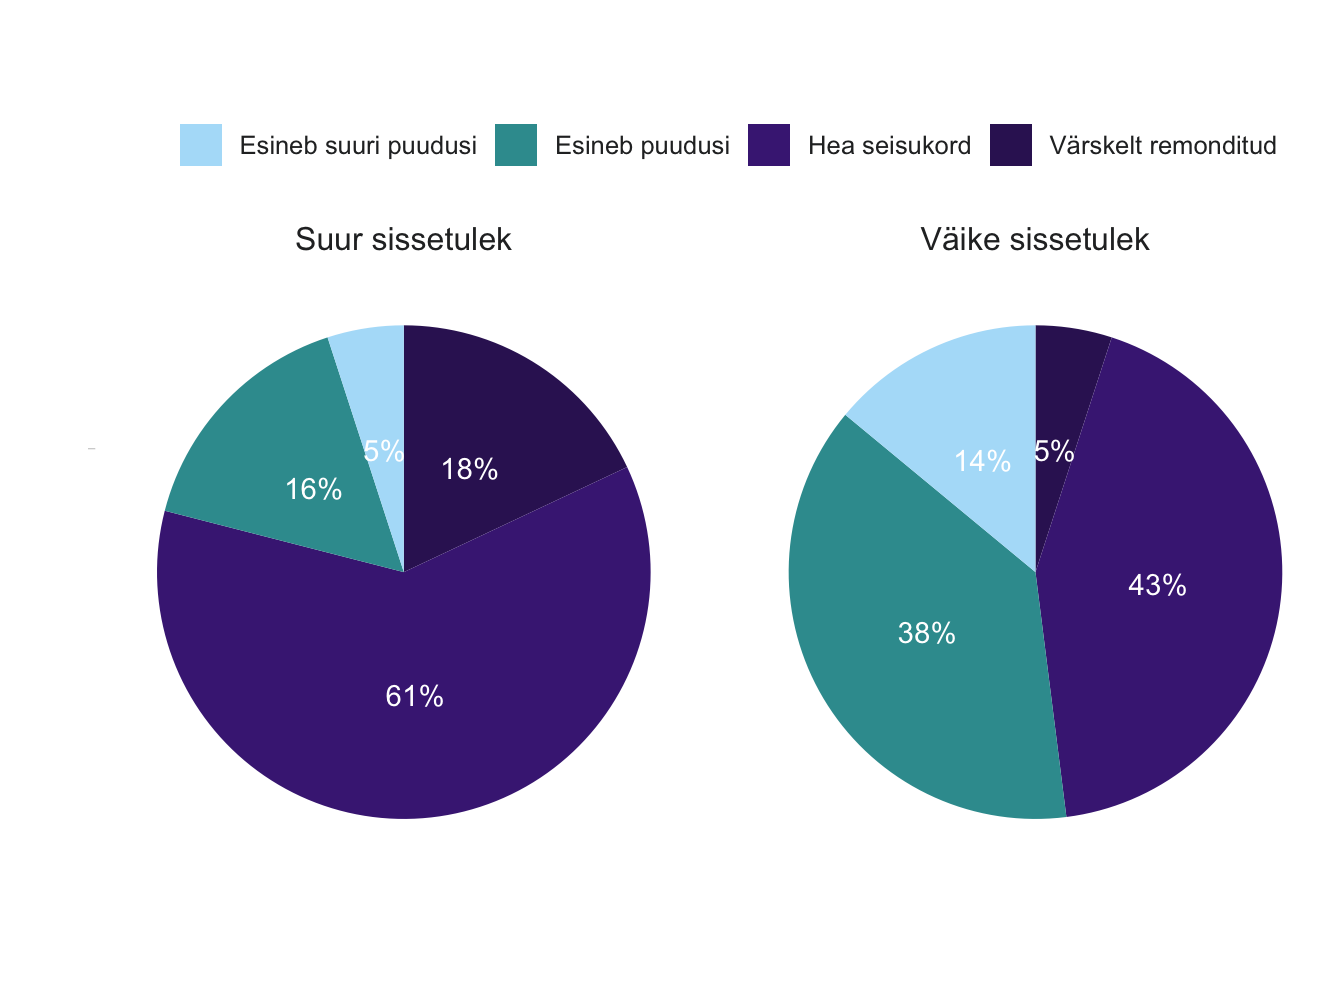 Esineb suuri puudusi Esineb puudusi Hea seisukord Värskelt remonditud
Suur sissetulek
5%
18%
16%
61%
Väike sissetulek
14%
5%
43%
38%